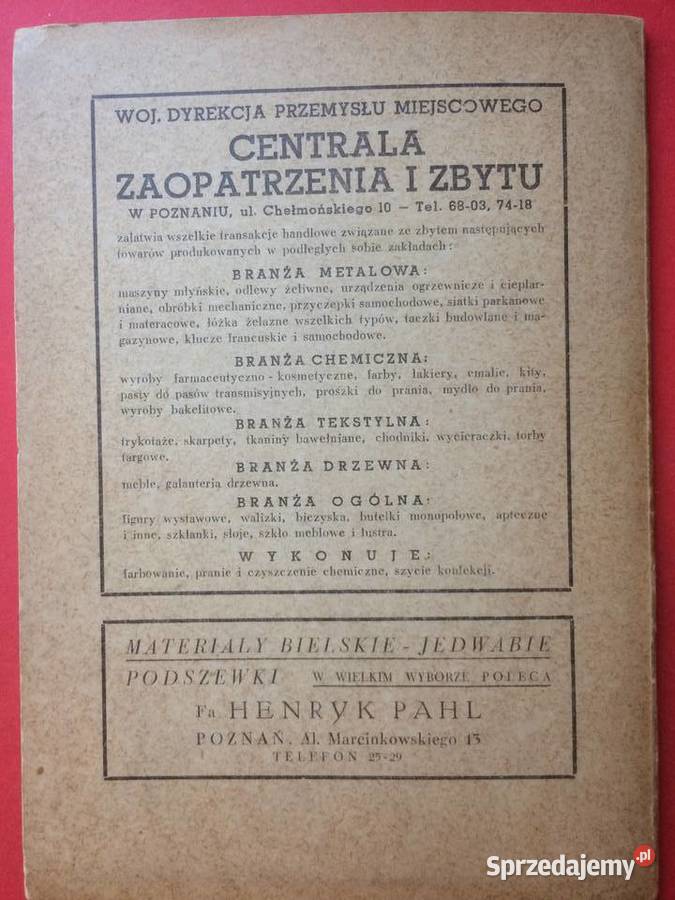 WOJ. DYREKCJA PRZEMYSŁU MIEJSCOWEGO
CENTRALA
ZAOPATRZENIA I ZBYTU
W POZNANIU, ul. Chełmońskiego 10 — Tel. 68-03, 74-18
załatwia wszelkie transakcje handlowe związane ze zbytem następujących
towarów produkowanych w podległych sobie zakładach:
BRANŻA METALOWA:
maszyny młyńskie, odlewy żeliwne, urządzenia ogrzewnicze i cieplar-
niane, obróbki mechaniczne, przyczepki samochodowe, siatki parkanowe
i materacowe, łóżka żelazne wszelkich typów, taczki budowlane i ma-
gazynowe, klucze francuskie i samochodowe.
BRANŻA CHEMICZNA:
wyroby farmaceutyczno-kosmetyczne, farby, lakiery, emalie, kity,
pasty do pasów transmisyjnych, proszki do prania, mydło do prania,
wyroby bakelitowe.
BRANŻA TEKSTYLNA:
trykotaże, skarpety, tkaniny bawełniane, chodniki, wycieraczki, torby
targowe.
BRANŻA DRZEWNA:
meble, galanteria drzewna.
BRANŻA OGÓLNA:
figury wystawowe, walizki, biczyska, butelki monopolowe, apteczne
i inne, szklanki, słoje, szkło meblowe i lustra.
WYKONUJE:
farbowanie, pranie i czyszczenie chemiczne, szycie konfekcji.
MATERIAŁY BIELSKIE - JEDWABIE
PODSZEWKI W WIELKIM WYBORZE POLECA
Fa HENRYK PAHL
POZNAŃ, Al. Marcinkowskiego 13
TELEFON 25-29
Sprzedajemy.pl